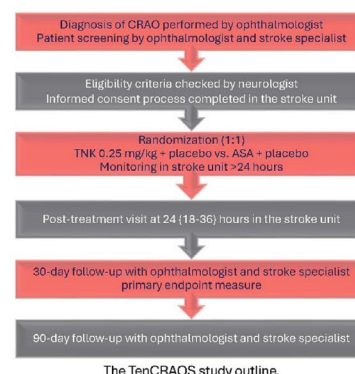 Diagnosis of CRAO performed by ophthalmologist
Patient screening by ophthalmologist and stroke specialist
Eligibility criteria checked by neurologist
Informed consent process completed in the stroke unit
Randomization (1:1)
TNK 0.25 mg/kg + placebo vs. ASA + placebo
Monitoring in stroke unit >24 hours
Post-treatment visit at 24 (18-36) hours in the stroke unit
30-day follow-up with ophthalmologist and stroke specialist
primary endpoint measure
90-day follow-up with ophthalmologist and stroke specialist
The TenCRAOS study outline.